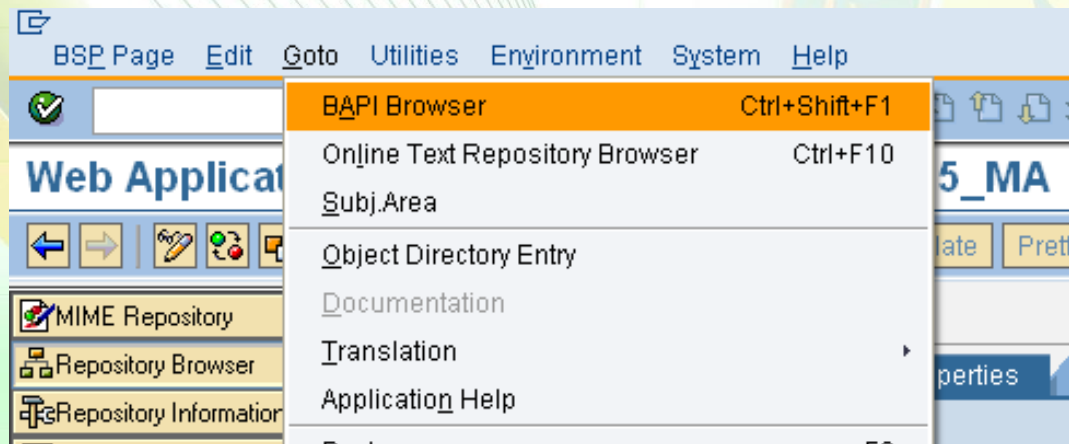 BSP Page Edit Goto Utilities Environment System Help
BAPI Browser Ctrl+Shift+F1
Online Text Repository Browser Ctrl+F10
Web Applicat 5_MA
Subj.Area
Object Directory Entry late Prett
Documentation
MIME Repository
Translation
Repository Browser perties
Application Help
Repository Information